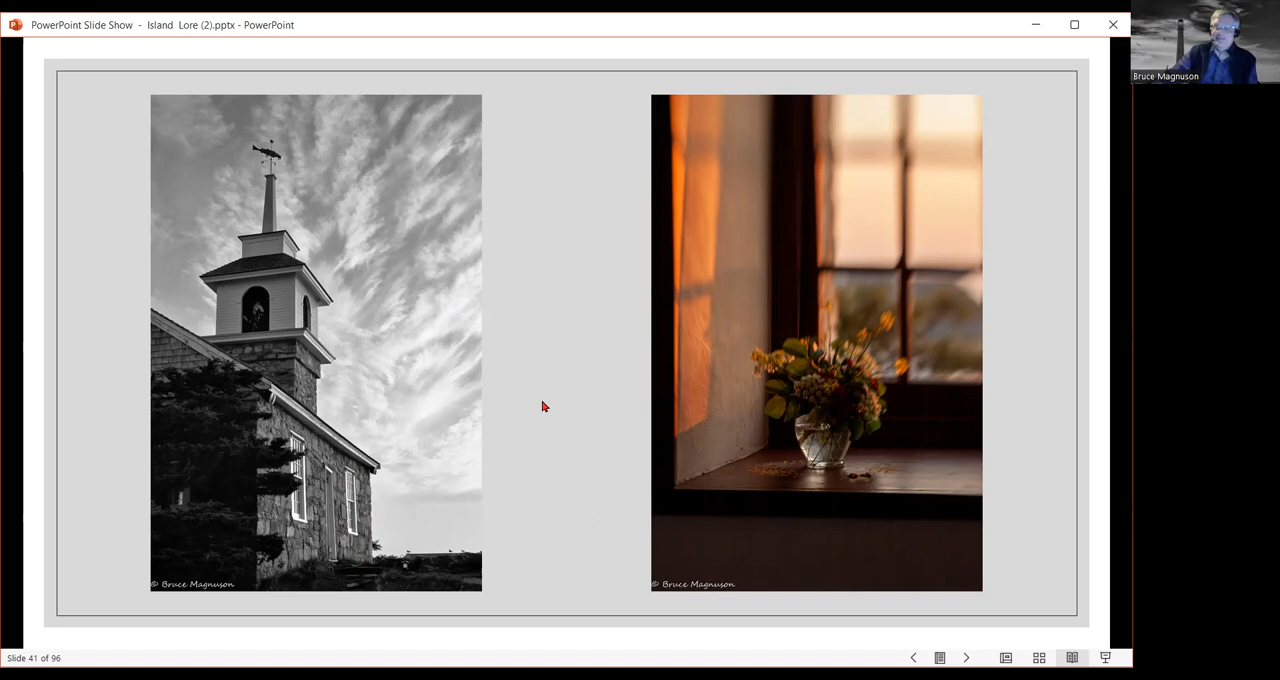 PowerPoint Slide Show - Island Lore (2).pptx - PowerPoint
Bruce Magnuson
© Bruce Magnuson
© Bruce Magnuson
Slide 41 of 96